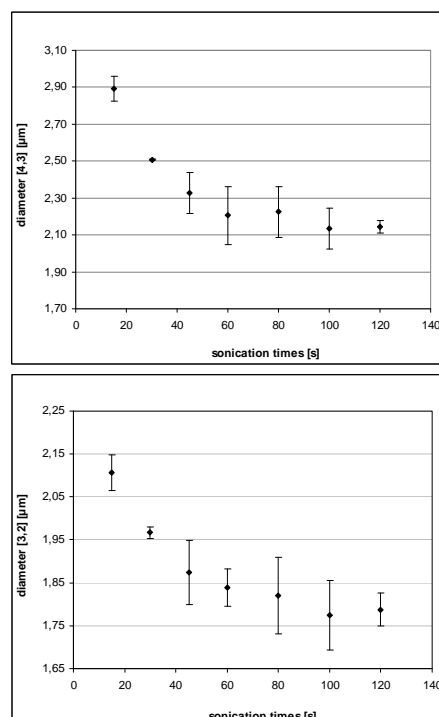 3,10
2,90
2,70
2,50
2,30
2,10
1,90
1,70
diameter [4,3] [µm]
0 20 40 60 80 100 120 140
sonication times [s]
2,25
2,15
2,05
1,95
1,85
1,75
1,65
diameter [3,2] [µm]
0 20 40 60 80 100 120 140
sonication times [s]